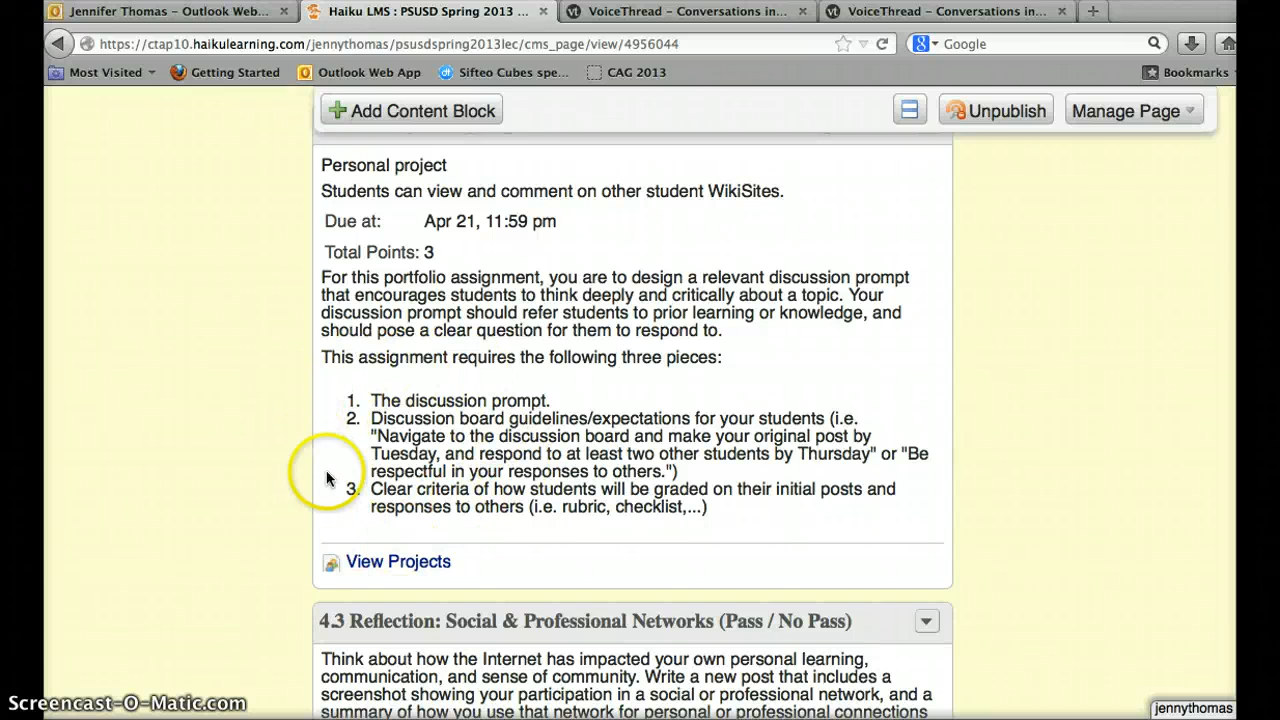 Jennifer Thomas – Outlook Web...
Haiku LMS : PSUSD Spring 2013 ...
VoiceThread - Conversations in...
VoiceThread - Conversations in...
https://ctap10.haikulearning.com/jennythomas/psusdspring2013lec/cms_page/view/4956044
Google
Most Visited
Getting Started
Outlook Web App
Sifteo Cubes spe...
CAG 2013
Bookmarks
Add Content Block
Unpublish
Manage Page
Personal project
Students can view and comment on other student WikiSites.
Due at: Apr 21, 11:59 pm
Total Points: 3
For this portfolio assignment, you are to design a relevant discussion prompt
that encourages students to think deeply and critically about a topic. Your
discussion prompt should refer students to prior learning or knowledge, and
should pose a clear question for them to respond to.
This assignment requires the following three pieces:
1. The discussion prompt.
2. Discussion board guidelines/expectations for your students (i.e.
"Navigate to the discussion board and make your original post by
Tuesday, and respond to at least two other students by Thursday" or "Be
respectful in your responses to others.")
3. Clear criteria of how students will be graded on their initial posts and
responses to others (i.e. rubric, checklist,...)
View Projects
4.3 Reflection: Social & Professional Networks (Pass / No Pass)
Think about how the Internet has impacted your own personal learning,
communication, and sense of community. Write a new post that includes a
screenshot showing your participation in a social or professional network, and a
summary of how you use that network for personal or professional connections
Screencast-O-Matic.com
jennythomas